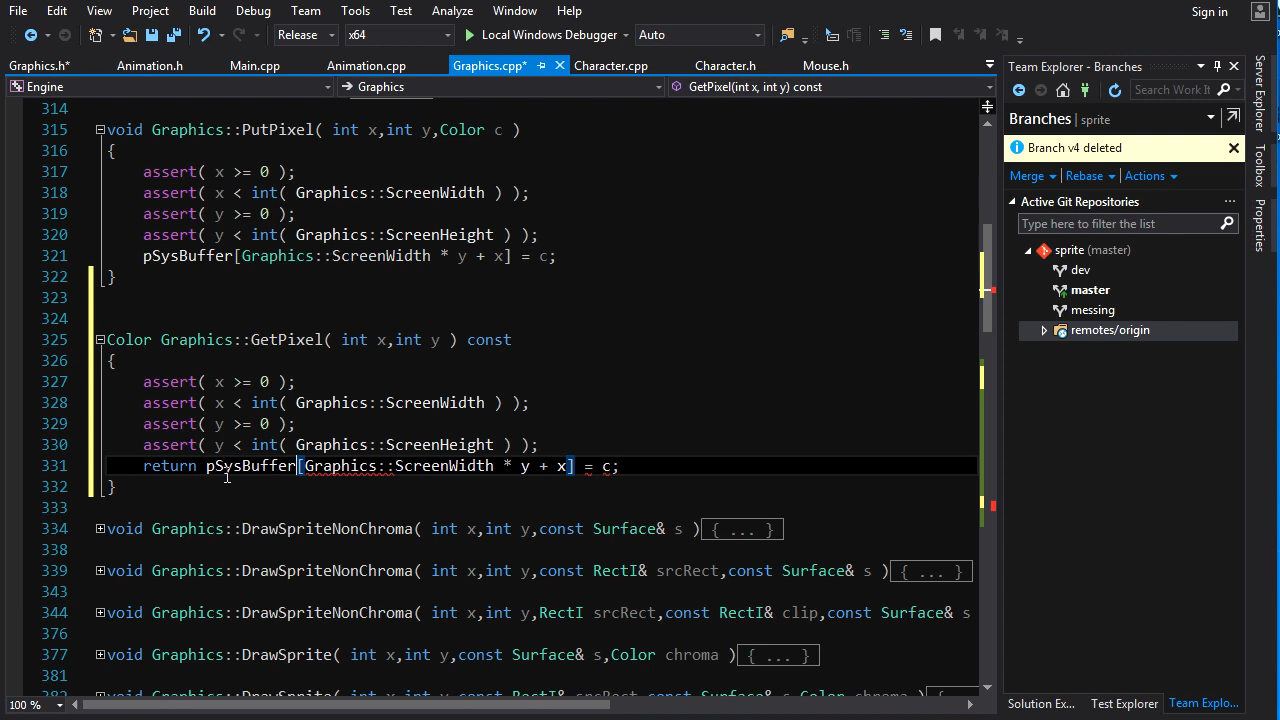 File Edit View Project Build Debug Team Tools Test Analyze Window Help Sign in
Release x64 Local Windows Debugger Auto
Graphics.h* Animation.h Main.cpp Animation.cpp Graphics.cpp* Character.cpp Character.h Mouse.h
Engine Graphics GetPixel(int x, int y) const
314
315 void Graphics::PutPixel( int x,int y,Color c )
316 {
317 assert( x >= 0 );
318 assert( x < int( Graphics::ScreenWidth ) );
319 assert( y >= 0 );
320 assert( y < int( Graphics::ScreenHeight ) );
321 pSysBuffer[Graphics::ScreenWidth * y + x] = c;
322 }
323
324
325 Color Graphics::GetPixel( int x,int y ) const
326 {
327 assert( x >= 0 );
328 assert( x < int( Graphics::ScreenWidth ) );
329 assert( y >= 0 );
330 assert( y < int( Graphics::ScreenHeight ) );
331 return pSysBuffer[Graphics::ScreenWidth * y + x] = c;
332 }
333
334 void Graphics::DrawSpriteNonChroma( int x,int y,const Surface& s ){ ... }
338
339 void Graphics::DrawSpriteNonChroma( int x,int y,const RectI& srcRect,const Surface& s ){ ... }
343
344 void Graphics::DrawSpriteNonChroma( int x,int y,RectI srcRect,const RectI& clip,const Surface& s
376
377 void Graphics::DrawSprite( int x,int y,const Surface& s,Color chroma ){ ... }
381
100 %
Team Explorer - Branches
Search Work It
Branches | sprite
Branch v4 deleted
Merge | Rebase | Actions
Active Git Repositories
Type here to filter the list
sprite (master)
dev
master
messing
remotes/origin
Solution Ex... Team Explorer Team Explo...
Server Explorer
Toolbox
Properties